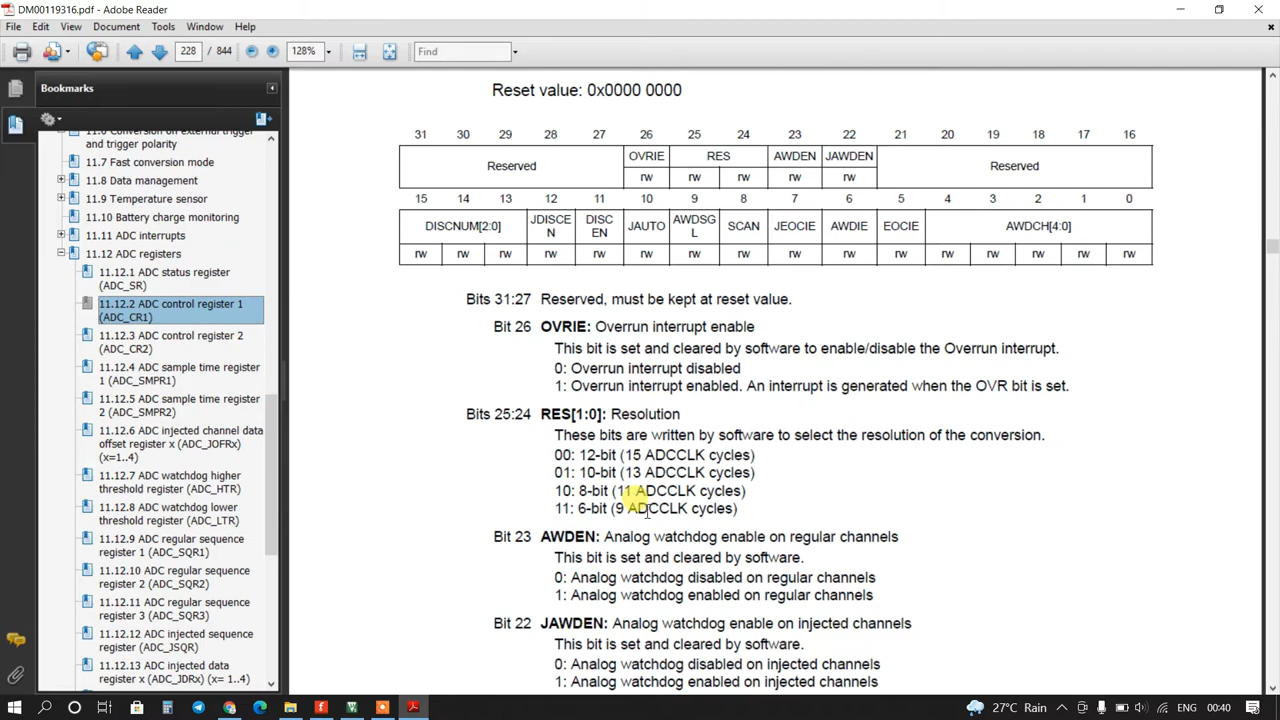 DM00119316.pdf - Adobe Reader
File Edit View Document Tools Window Help
228 / 844 128% Find
Bookmarks
11.6 Conversion on external trigger
and trigger polarity
11.7 Fast conversion mode
11.8 Data management
11.9 Temperature sensor
11.10 Battery charge monitoring
11.11 ADC interrupts
11.12 ADC registers
11.12.1 ADC status register
(ADC_SR)
11.12.2 ADC control register 1
(ADC_CR1)
11.12.3 ADC control register 2
(ADC_CR2)
11.12.4 ADC sample time register
1 (ADC_SMPR1)
11.12.5 ADC sample time register
2 (ADC_SMPR2)
11.12.6 ADC injected channel data
offset register x (ADC_JOFRx)
(x=1..4)
11.12.7 ADC watchdog higher
threshold register (ADC_HTR)
11.12.8 ADC watchdog lower
threshold register (ADC_LTR)
11.12.9 ADC regular sequence
register 1 (ADC_SQR1)
11.12.10 ADC regular sequence
register 2 (ADC_SQR2)
11.12.11 ADC regular sequence
register 3 (ADC_SQR3)
11.12.12 ADC injected sequence
register (ADC_JSQR)
11.12.13 ADC injected data
register x (ADC_JDRx) (x= 1..4)
Reset value: 0x0000 0000
31 30 29 28 27 26 25 24 23 22 21 20 19 18 17 16
Reserved OVRIE RES AWDEN JAWDEN Reserved
rw rw rw rw rw
15 14 13 12 11 10 9 8 7 6 5 4 3 2 1 0
DISCNUM[2:0] JDISCE
N DISC
EN JAUTO AWDSG
L SCAN JEOCIE AWDIE EOCIE AWDCH[4:0]
rw rw rw rw rw rw rw rw rw rw rw rw rw rw rw rw
Bits 31:27 Reserved, must be kept at reset value.
Bit 26 OVRIE: Overrun interrupt enable
This bit is set and cleared by software to enable/disable the Overrun interrupt.
0: Overrun interrupt disabled
1: Overrun interrupt enabled. An interrupt is generated when the OVR bit is set.
Bits 25:24 RES[1:0]: Resolution
These bits are written by software to select the resolution of the conversion.
00: 12-bit (15 ADCCLK cycles)
01: 10-bit (13 ADCCLK cycles)
10: 8-bit (11 ADCCLK cycles)
11: 6-bit (9 ADCCLK cycles)
Bit 23 AWDEN: Analog watchdog enable on regular channels
This bit is set and cleared by software.
0: Analog watchdog disabled on regular channels
1: Analog watchdog enabled on regular channels
Bit 22 JAWDEN: Analog watchdog enable on injected channels
This bit is set and cleared by software.
0: Analog watchdog disabled on injected channels
1: Analog watchdog enabled on injected channels
27°C Rain ENG 00:40